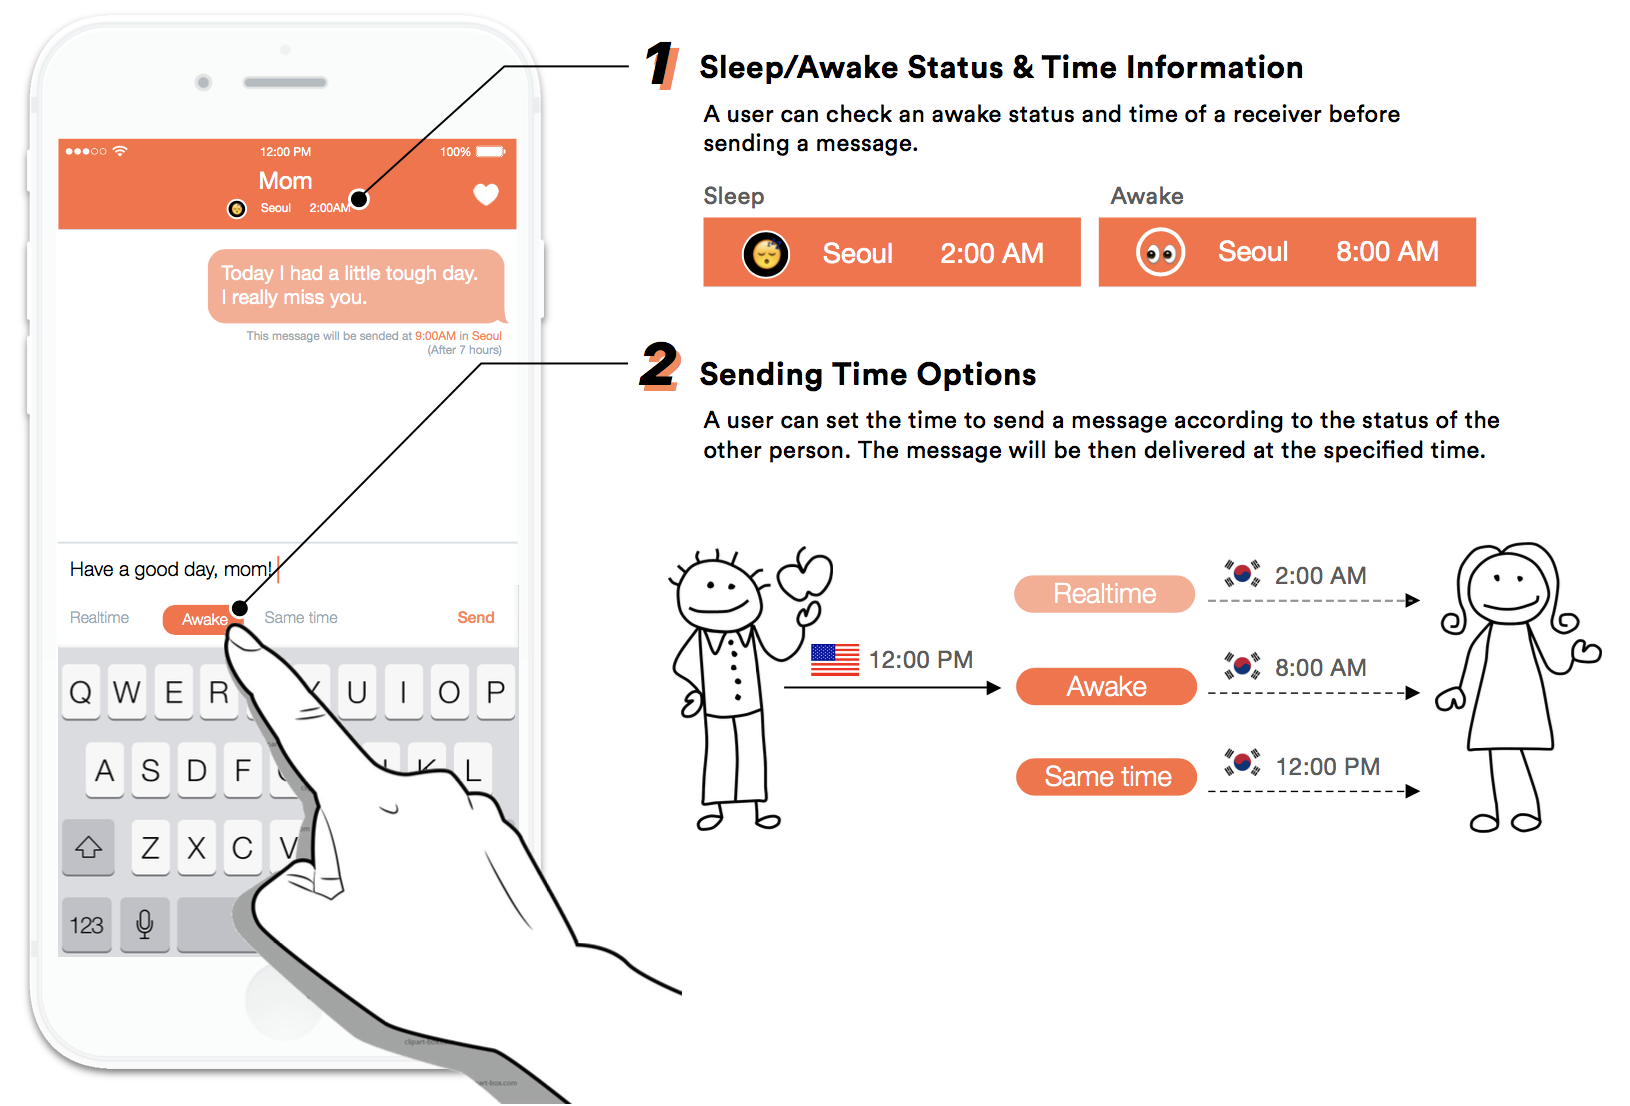 12:00 PM
100%
Mom
Seoul 2:00AM
Today I had a little tough day.
I really miss you.
This message will be sended at 9:00AM in Seoul
(After 7 hours)
Have a good day, mom!
Realtime Awake Same time Send
Q W E R Y U I O P
A S D F G K L
Z X C V
123
clipart-box.com
1 Sleep/Awake Status & Time Information
A user can check an awake status and time of a receiver before
sending a message.
Sleep
Seoul 2:00 AM
Awake
Seoul 8:00 AM
2 Sending Time Options
A user can set the time to send a message according to the status of the
other person. The message will be then delivered at the specified time.
12:00 PM
Realtime 2:00 AM
Awake 8:00 AM
Same time 12:00 PM